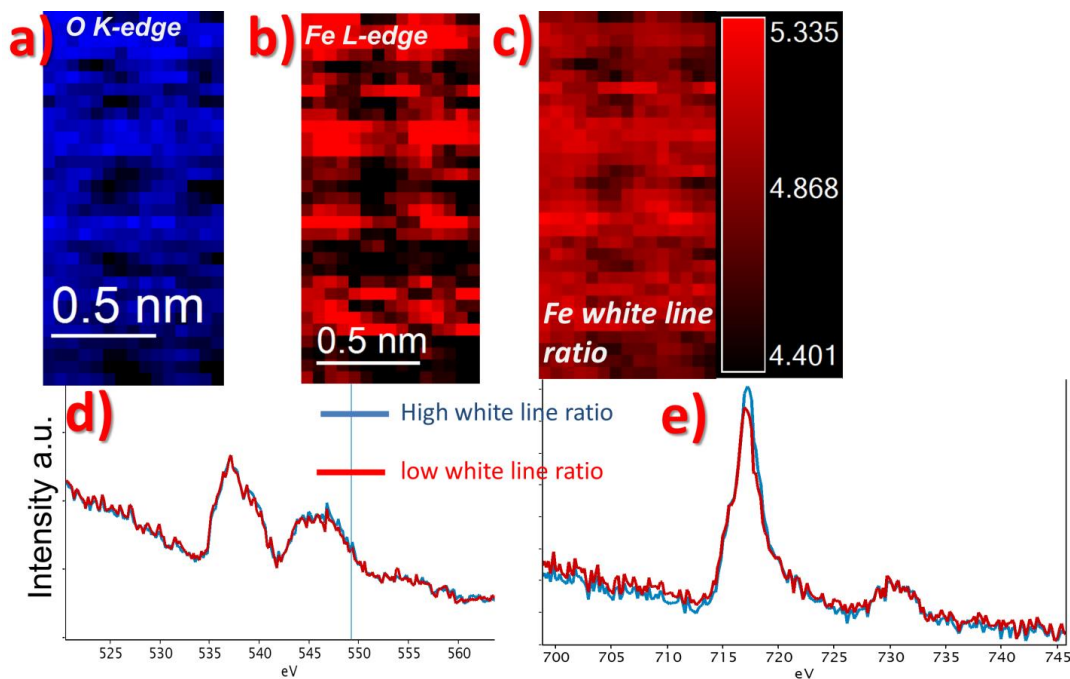 a) O K-edge
0.5 nm
b) Fe L-edge
0.5 nm
c)
Fe white line
ratio
5.335
4.868
4.401
d)
Intensity a.u.
High white line ratio
low white line ratio
525 530 535 540 545 550 555 560
eV
e)
700 705 710 715 720 725 730 735 740 745
eV